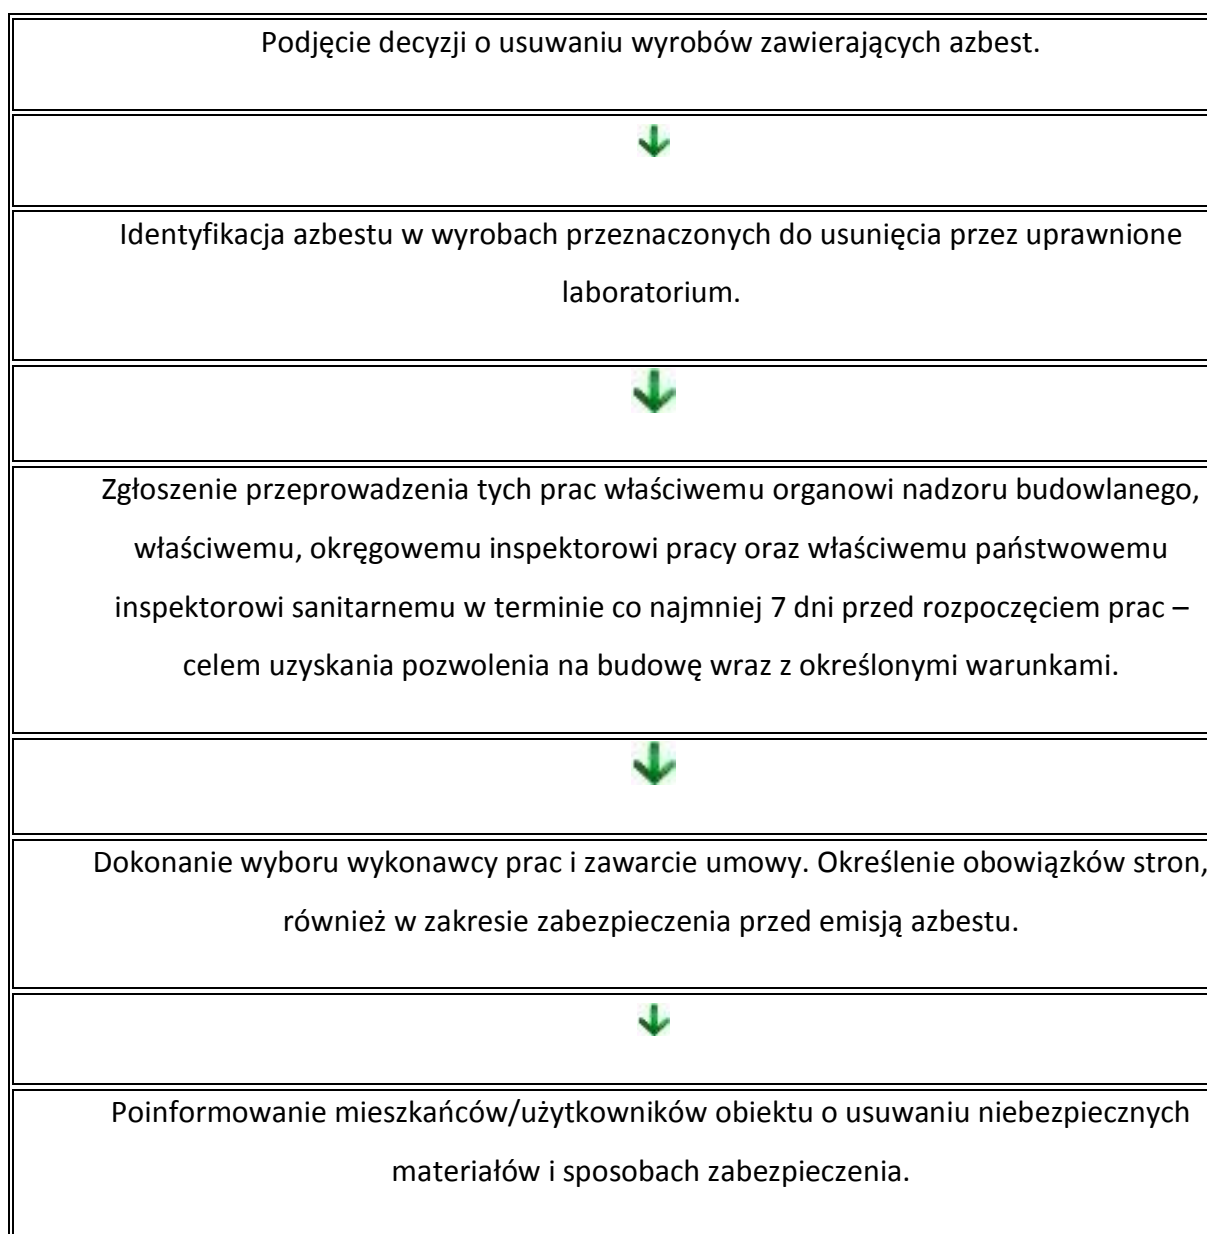 Podjęcie decyzji o usuwaniu wyrobów zawierających azbest.
Identyfikacja azbestu w wyrobach przeznaczonych do usunięcia przez uprawnione
laboratorium.
Zgłoszenie przeprowadzenia tych prac właściwemu organowi nadzoru budowlanego,
właściwemu, okręgowemu inspektorowi pracy oraz właściwemu państwowemu
inspektorowi sanitarnemu w terminie co najmniej 7 dni przed rozpoczęciem prac –
celem uzyskania pozwolenia na budowę wraz z określonymi warunkami.
Dokonanie wyboru wykonawcy prac i zawarcie umowy. Określenie obowiązków stron,
również w zakresie zabezpieczenia przed emisją azbestu.
Poinformowanie mieszkańców/użytkowników obiektu o usuwaniu niebezpiecznych
materiałów i sposobach zabezpieczenia.